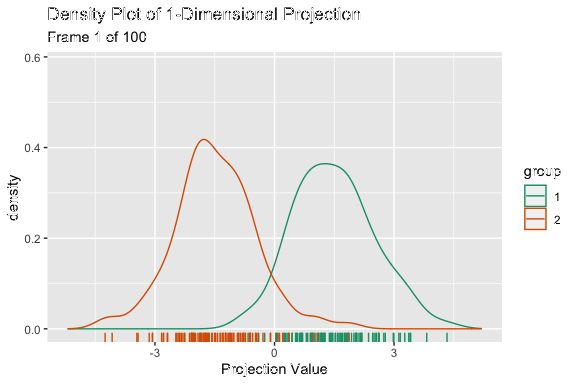 Density Plot of 1-Dimensional Projection
Frame 1 of 100
0.6
0.4
0.2
0.0
density
-3
0
3
Projection Value
group
1
2